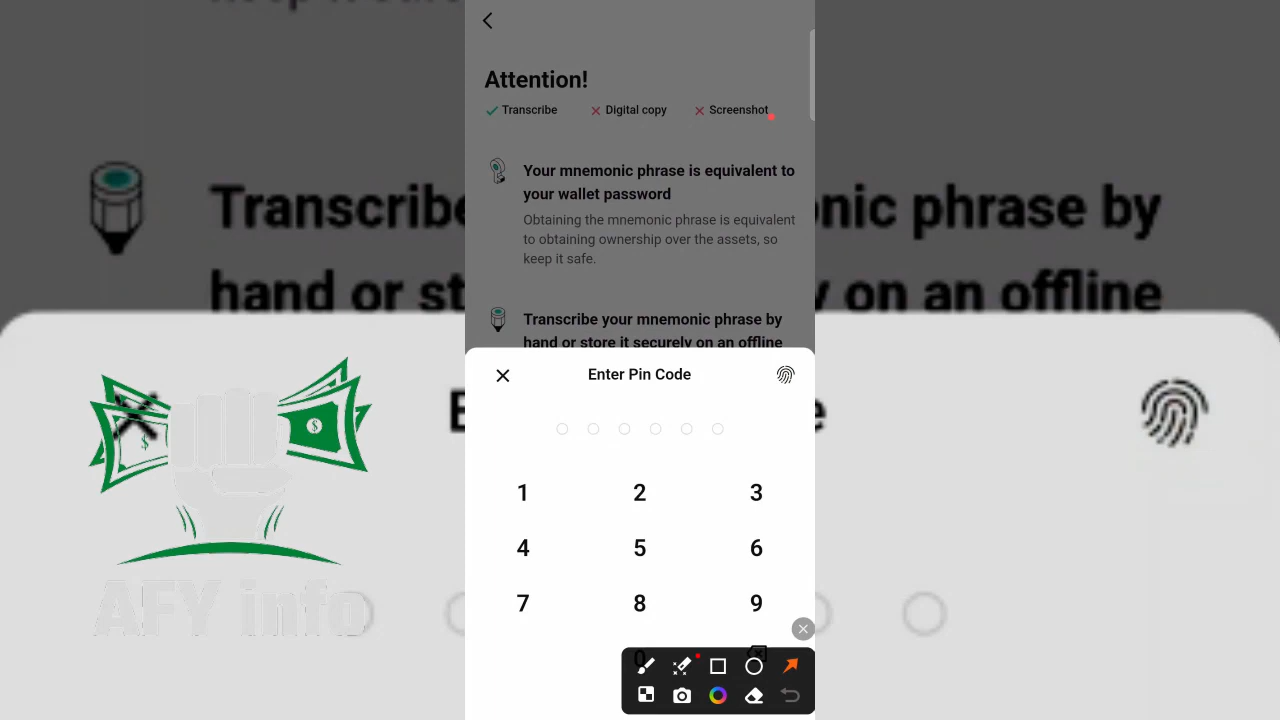 Attention!
Transcribe Digital copy Screenshot
Your mnemonic phrase is equivalent to
your wallet password
Obtaining the mnemonic phrase is equivalent
to obtaining ownership over the assets, so
keep it safe.
Transcribe your mnemonic phrase by
hand or store it securely on an offline
Enter Pin Code
1 2 3
4 5 6
7 8 9
0
AFY info